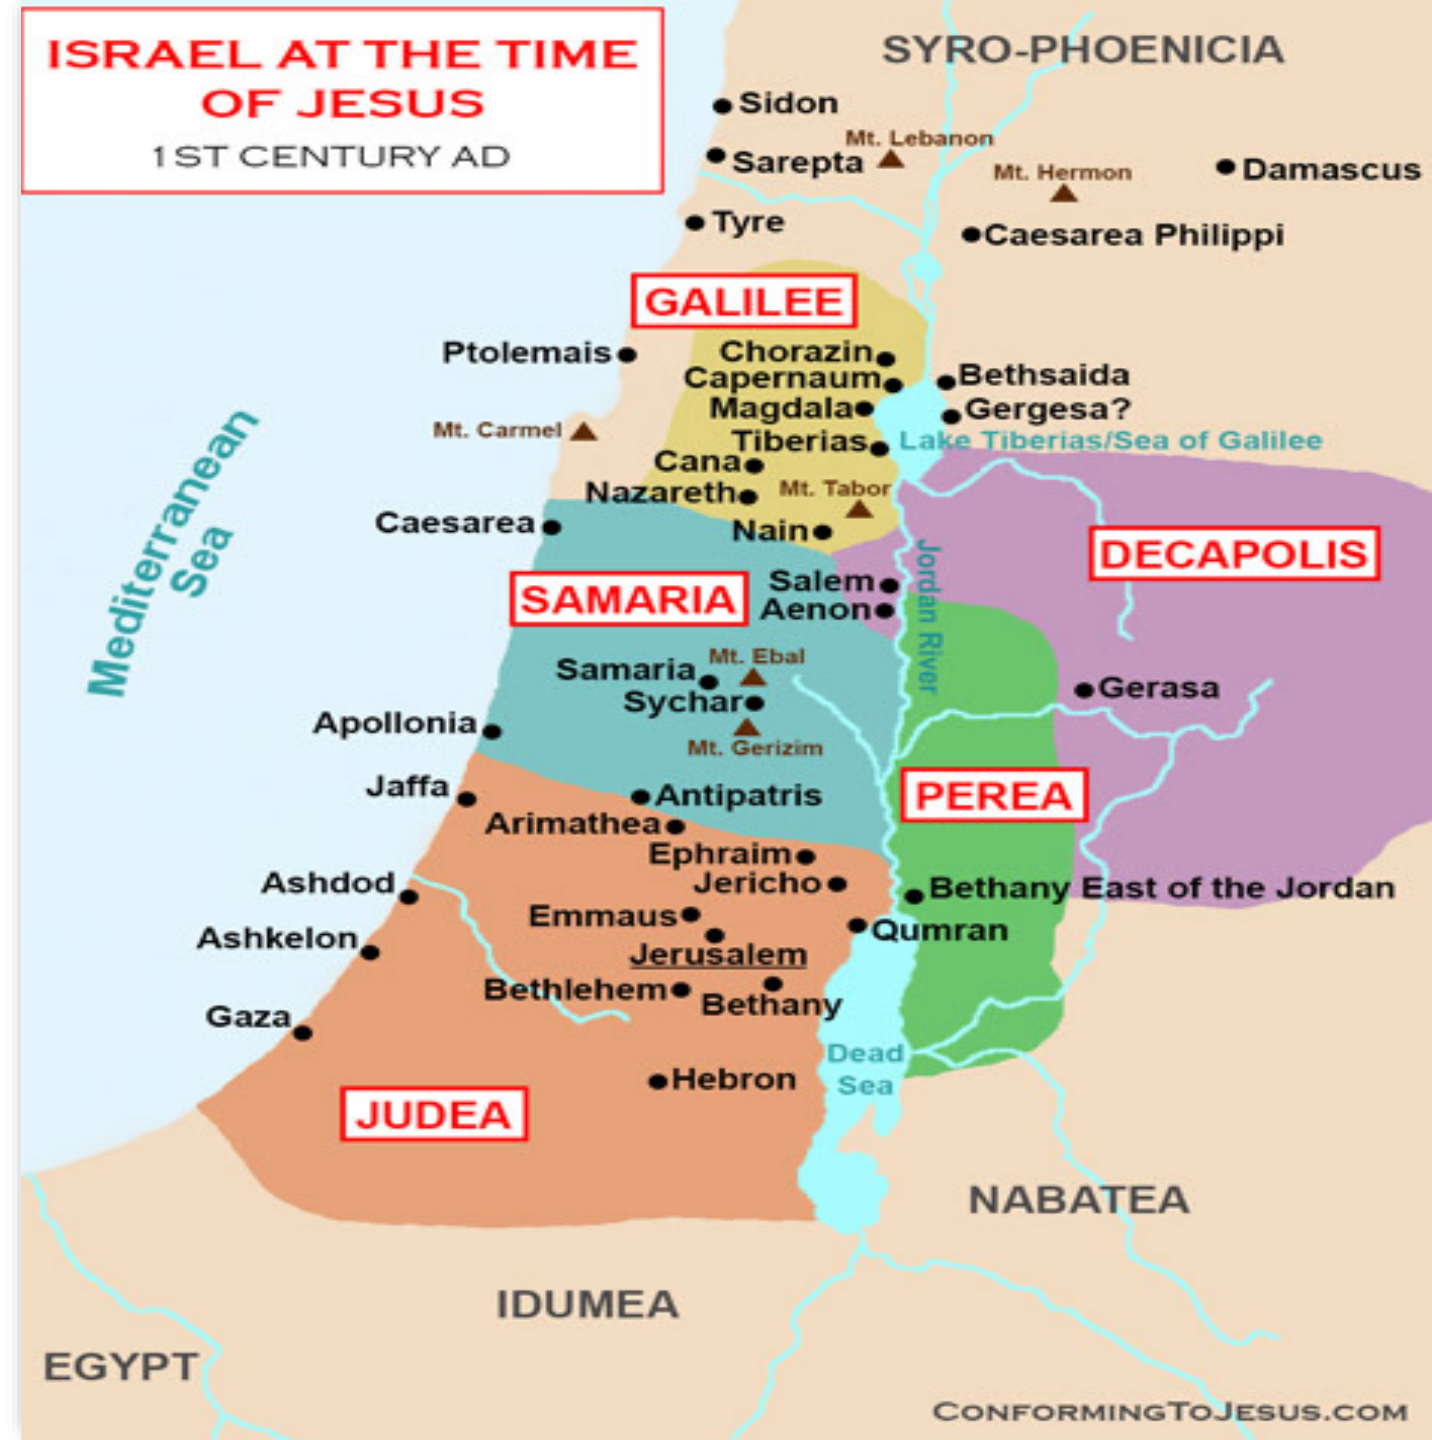 ISRAEL AT THE TIME
OF JESUS
1ST CENTURY AD
SYRO-PHOENICIA
Sidon
Mt. Lebanon
Sarepta
Mt. Hermon
Damascus
Tyre
Caesarea Philippi
GALILEE
Ptolemais
Chorazin
Capernaum
Bethsaida
Magdala
Gergesa?
Mt. Carmel
Tiberias
Lake Tiberias/Sea of Galilee
Cana
Nazareth
Mt. Tabor
Mediterranean
Sea
Caesarea
Nain
DECAPOLIS
Jordan River
SAMARIA
Salem
Aenon
Samaria
Mt. Ebal
Sychar
Gerasa
Apollonia
Mt. Gerizim
Jaffa
Antipatris
PEREA
Arimathea
Ephraim
Jericho
Ashdod
Bethany East of the Jordan
Emmaus
Qumran
Ashkelon
Jerusalem
Bethlehem
Bethany
Gaza
Dead
Sea
Hebron
JUDEA
NABATEA
IDUMEA
EGYPT
CONFORMINGTOJESUS.COM